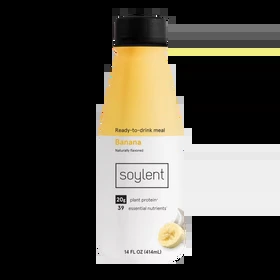 Ready-to-drink meal
Banana
Naturally flavored
soylent
20g plant protein*
39 essential nutrients
14 FL OZ (414mL)